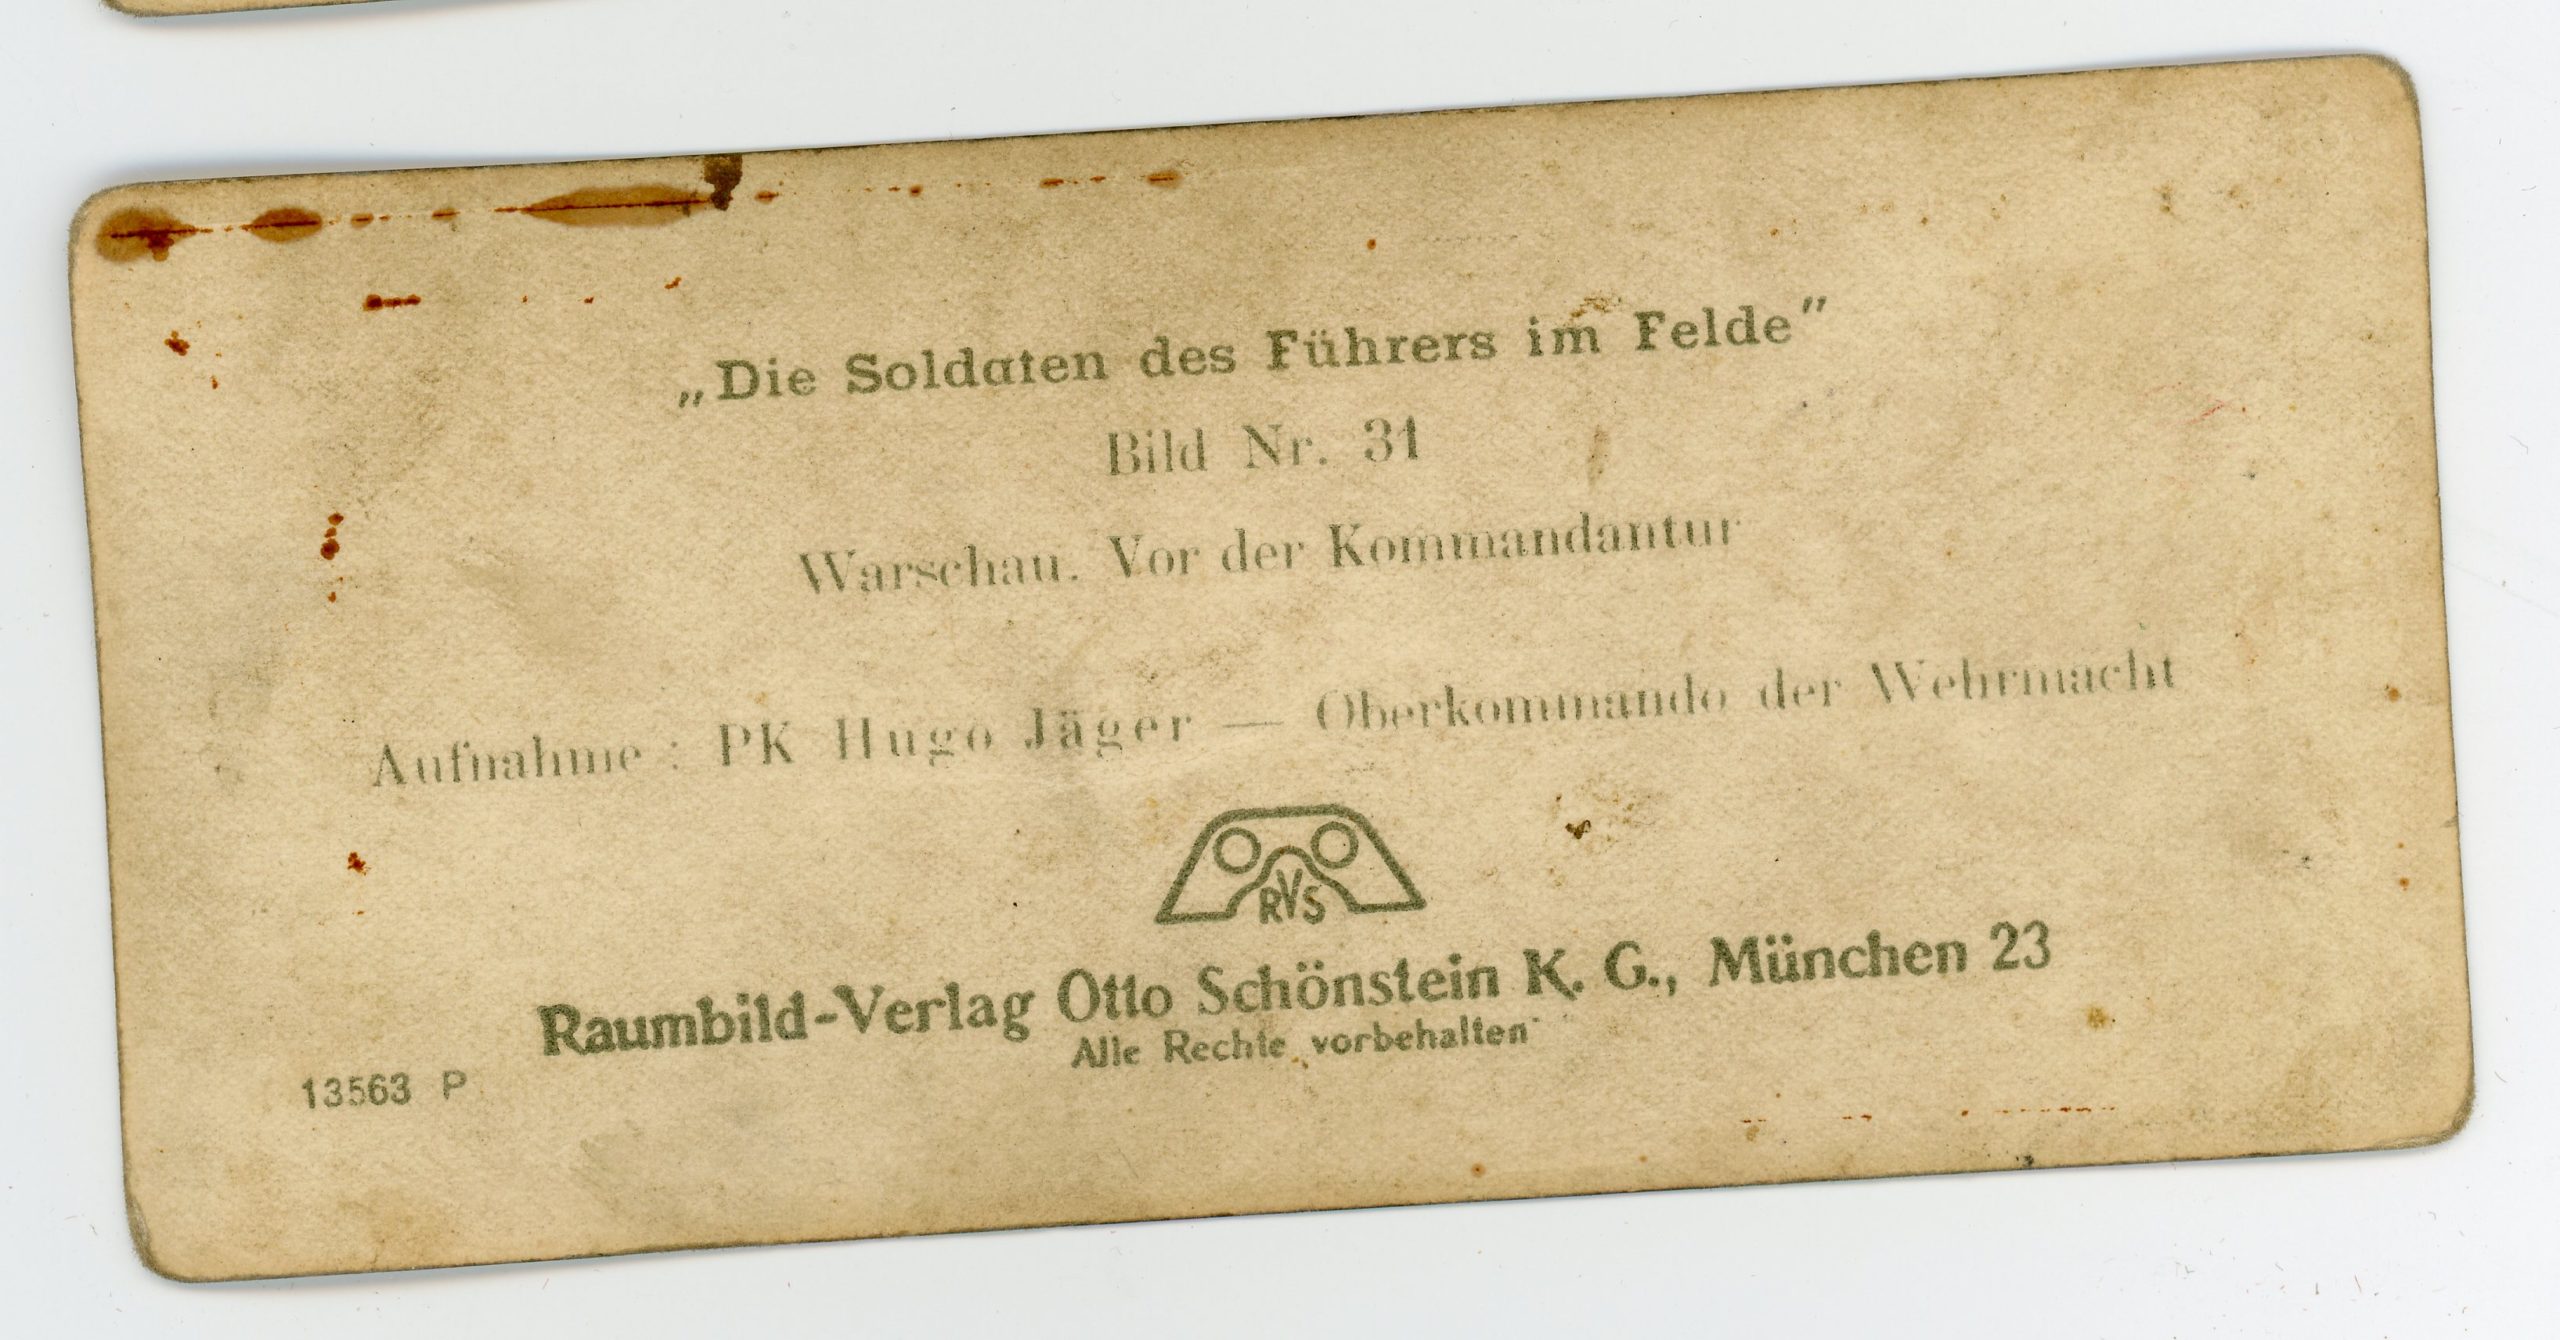 „Die Soldaten des Führers im Felde”
Bild Nr. 31
Warschau. Vor der Kommandantur
Aufnahme: PK Hugo Jäger — Oberkommando der Wehrmacht
RVS
Raumbild-Verlag Otto Schönstein K. G., München 23
Alle Rechte vorbehalten
13563 P